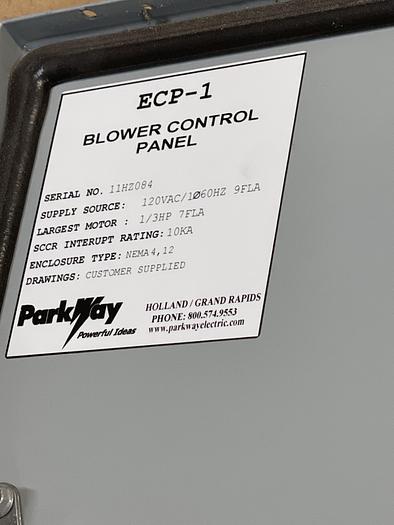 ECP-1
BLOWER CONTROL
PANEL
SERIAL NO. 11HZ084
SUPPLY SOURCE: 120VAC/1Ø60HZ 9FLA
LARGEST MOTOR : 1/3HP 7FLA
SCCR INTERUPT RATING: 10KA
ENCLOSURE TYPE: NEMA4,12
DRAWINGS: CUSTOMER SUPPLIED
ParkWay
Powerful Ideas
HOLLAND / GRAND RAPIDS
PHONE: 800.574.9553
www.parkwayelectric.com